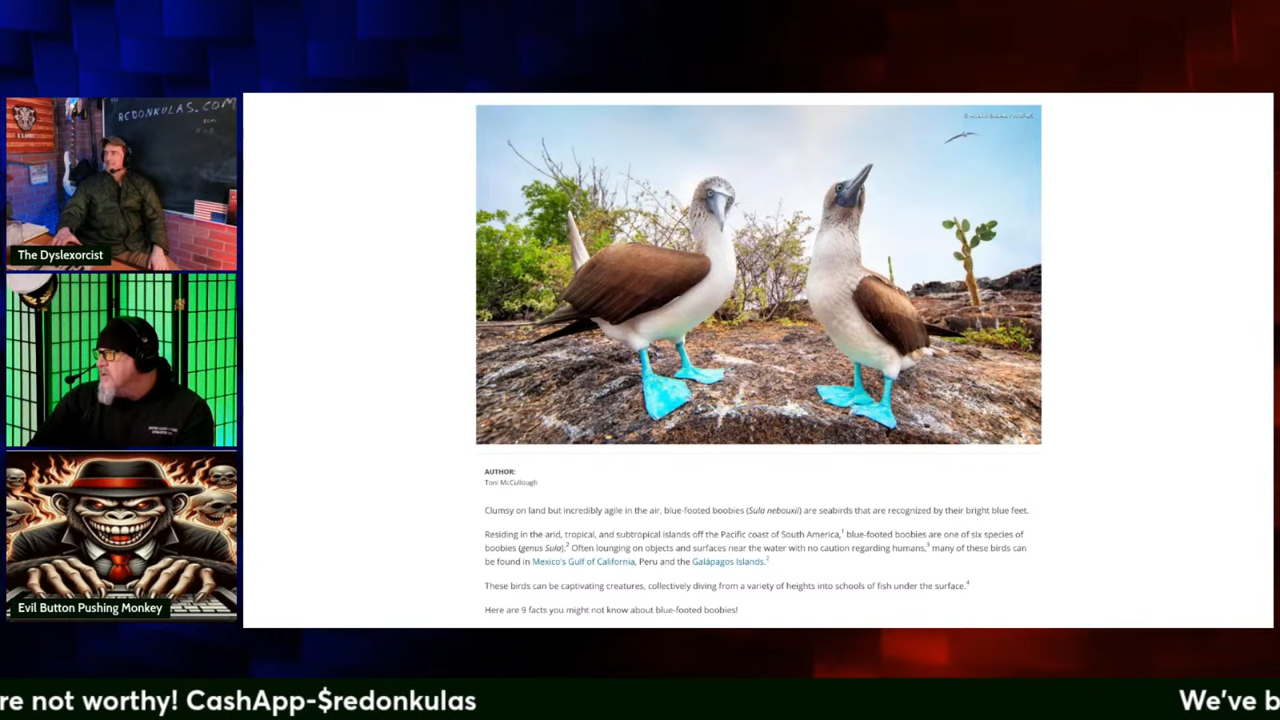 REDONKULAS.COM
The Dyslexorcist
Evil Button Pushing Monkey
AUTHOR:
Toni McCullough
Clumsy on land but incredibly agile in the air, blue-footed boobies (Sula nebouxii) are seabirds that are recognized by their bright blue feet.
Residing in the arid, tropical, and subtropical islands off the Pacific coast of South America,1 blue-footed boobies are one of six species of
boobies (genus Sula).2 Often lounging on objects and surfaces near the water with no caution regarding humans,3 many of these birds can
be found in Mexico's Gulf of California, Peru and the Galápagos Islands.2
These birds can be captivating creatures, collectively diving from a variety of heights into schools of fish under the surface.4
Here are 9 facts you might not know about blue-footed boobies!
re not worthy! CashApp-$redonkulas
We've b